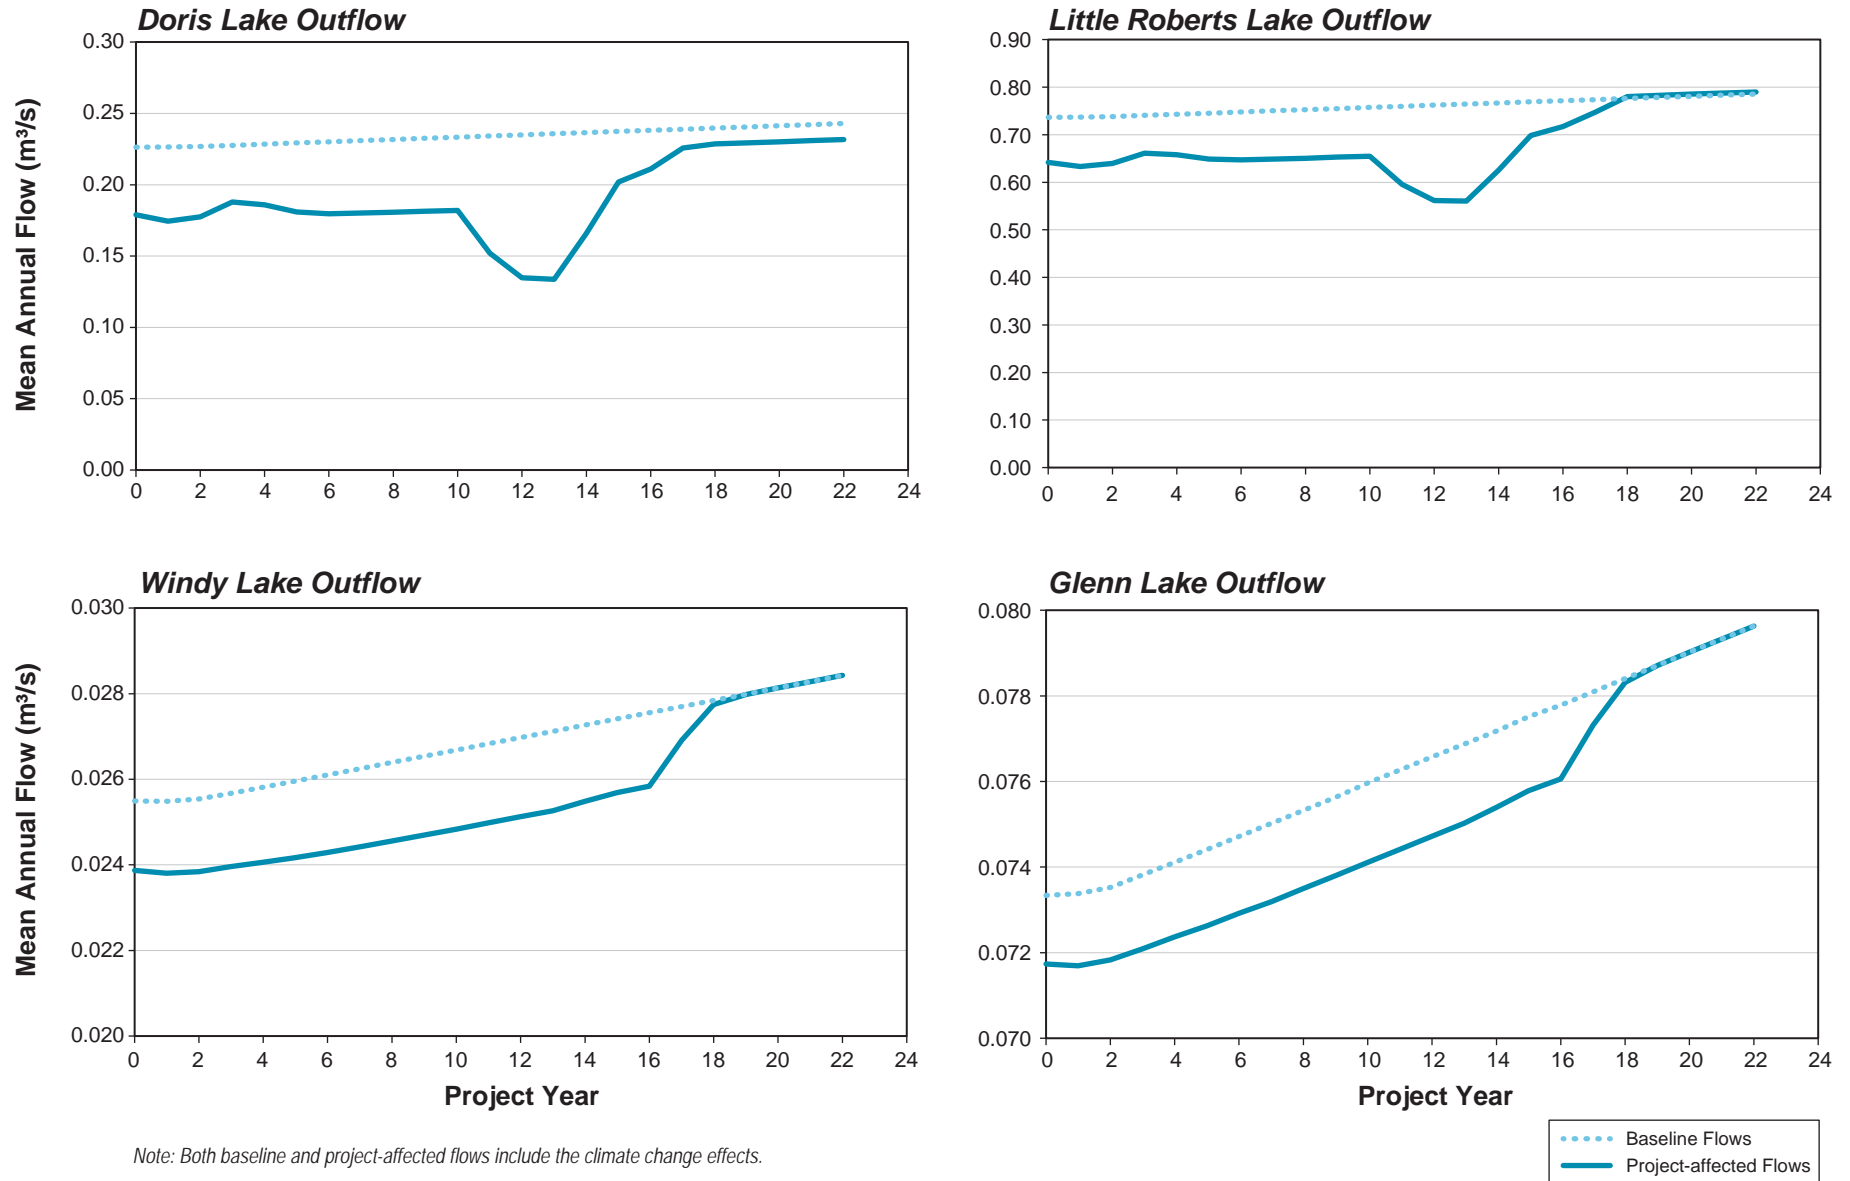 Doris Lake Outflow
Mean Annual Flow (m³/s)
0.30
0.25
0.20
0.15
0.10
0.05
0.00
0 2 4 6 8 10 12 14 16 18 20 22 24
Little Roberts Lake Outflow
0.90
0.80
0.70
0.60
0.50
0.40
0.30
0.20
0.10
0.00
0 2 4 6 8 10 12 14 16 18 20 22 24
Windy Lake Outflow
Mean Annual Flow (m³/s)
0.030
0.028
0.026
0.024
0.022
0.020
0 2 4 6 8 10 12 14 16 18 20 22 24
Project Year
Glenn Lake Outflow
0.080
0.078
0.076
0.074
0.072
0.070
0 2 4 6 8 10 12 14 16 18 20 22 24
Project Year
Note: Both baseline and project-affected flows include the climate change effects.
Baseline Flows
Project-affected Flows